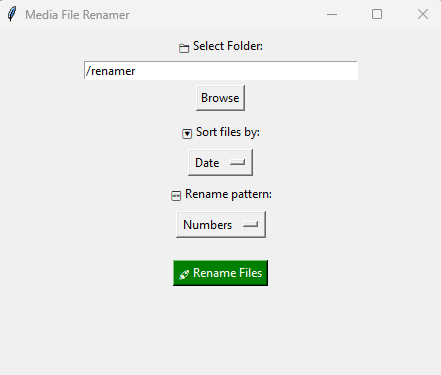 Media File Renamer
Select Folder:
/renamer
Browse
Sort files by:
Date
Rename pattern:
Numbers
Rename Files